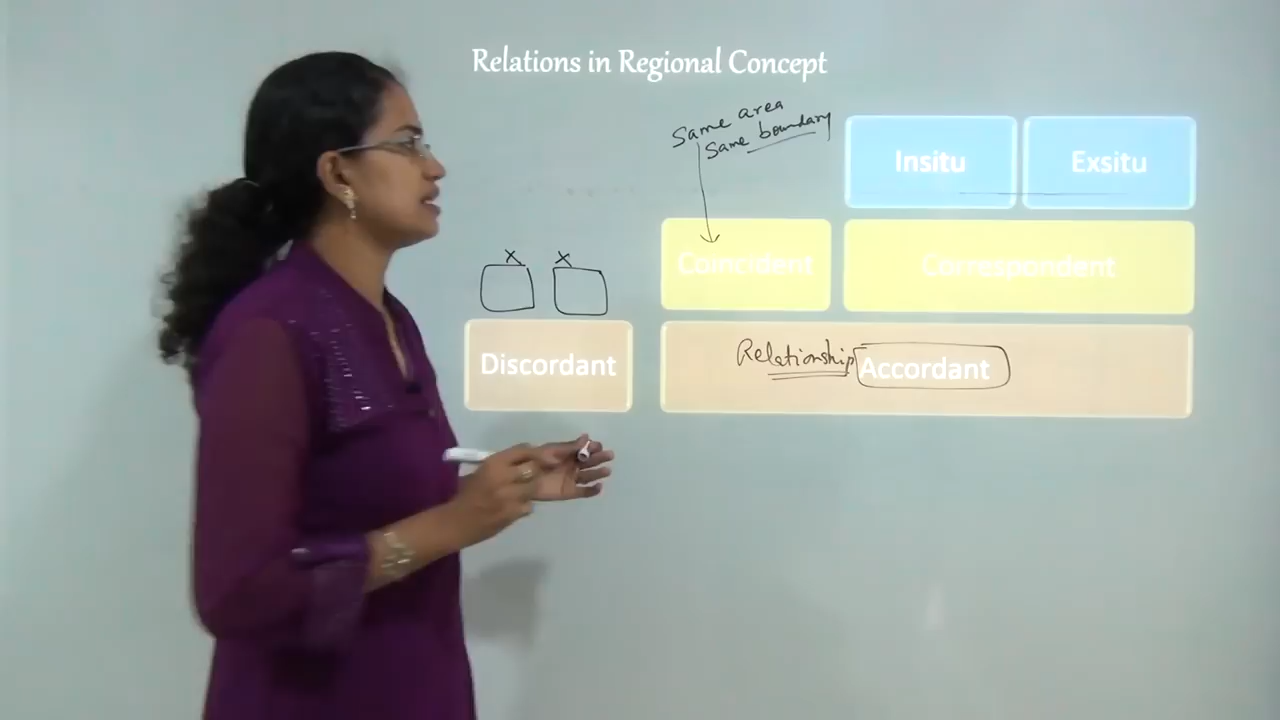 Relations in Regional Concept
Same area
Same boundary
Insitu
Exsitu
Coincident
Correspondent
x x
Discordant
Relationship Accordant